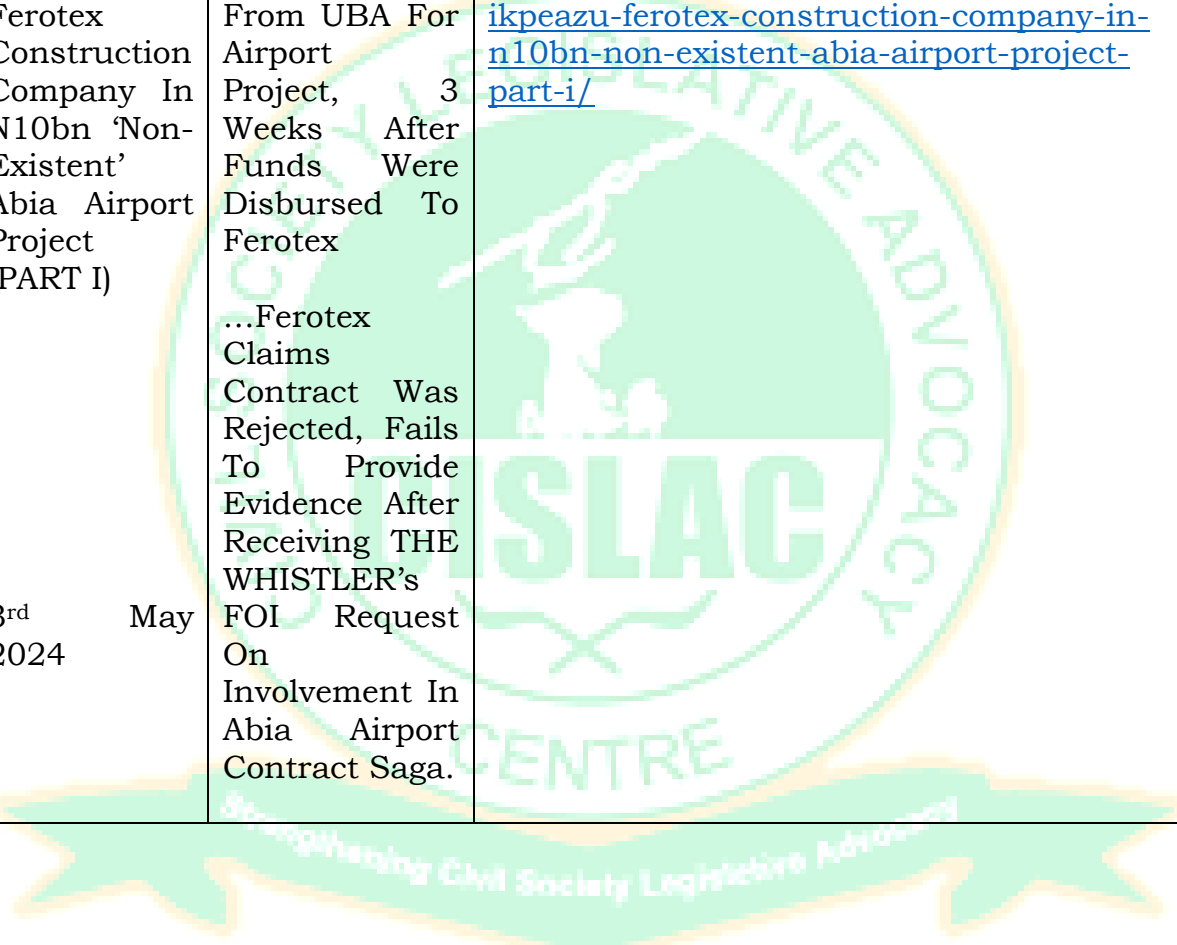 Ferotex
Construction
Company In
N10bn ‘Non-
Existent’
Abia Airport
Project
(PART I)
3rd May
2024
From UBA For
Airport
Project, 3
Weeks After
Funds Were
Disbursed To
Ferotex
…Ferotex
Claims
Contract Was
Rejected, Fails
To Provide
Evidence After
Receiving THE
WHISTLER’s
FOI Request
On
Involvement In
Abia Airport
Contract Saga.
ikpeazu-ferotex-construction-company-in-
n10bn-non-existent-abia-airport-project-
part-i/
CIVIL SOCIETY LEGISLATIVE ADVOCACY
CISLAC
CENTRE
Strengthening Civil Society Legislative Advocacy